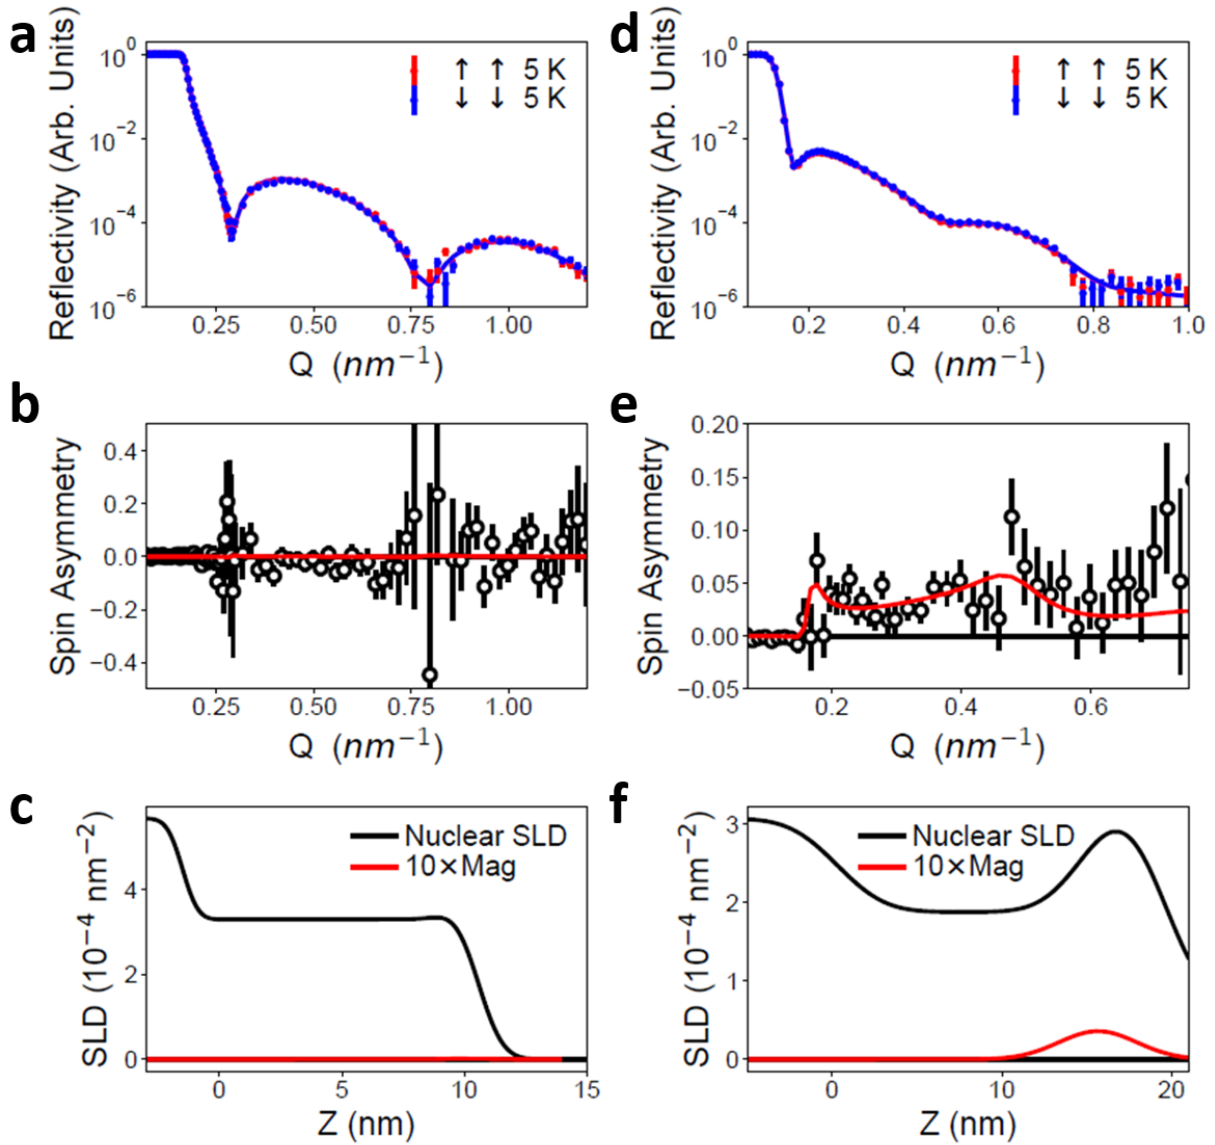 a
Reflectivity (Arb. Units)
10⁰
10⁻²
10⁻⁴
10⁻⁶
↑ ↑ 5 K
↓ ↓ 5 K
0.25 0.50 0.75 1.00
Q (nm⁻¹)
d
Reflectivity (Arb. Units)
10⁰
10⁻²
10⁻⁴
10⁻⁶
↑ ↑ 5 K
↓ ↓ 5 K
0.2 0.4 0.6 0.8 1.0
Q (nm⁻¹)
b
Spin Asymmetry
0.4
0.2
0.0
−0.2
−0.4
0.25 0.50 0.75 1.00
Q (nm⁻¹)
e
Spin Asymmetry
0.20
0.15
0.10
0.05
0.00
−0.05
0.2 0.4 0.6
Q (nm⁻¹)
c
SLD (10⁻⁴ nm⁻²)
4
2
0
Nuclear SLD
10×Mag
0 5 10 15
Z (nm)
f
SLD (10⁻⁴ nm⁻²)
3
2
1
0
Nuclear SLD
10×Mag
0 10 20
Z (nm)